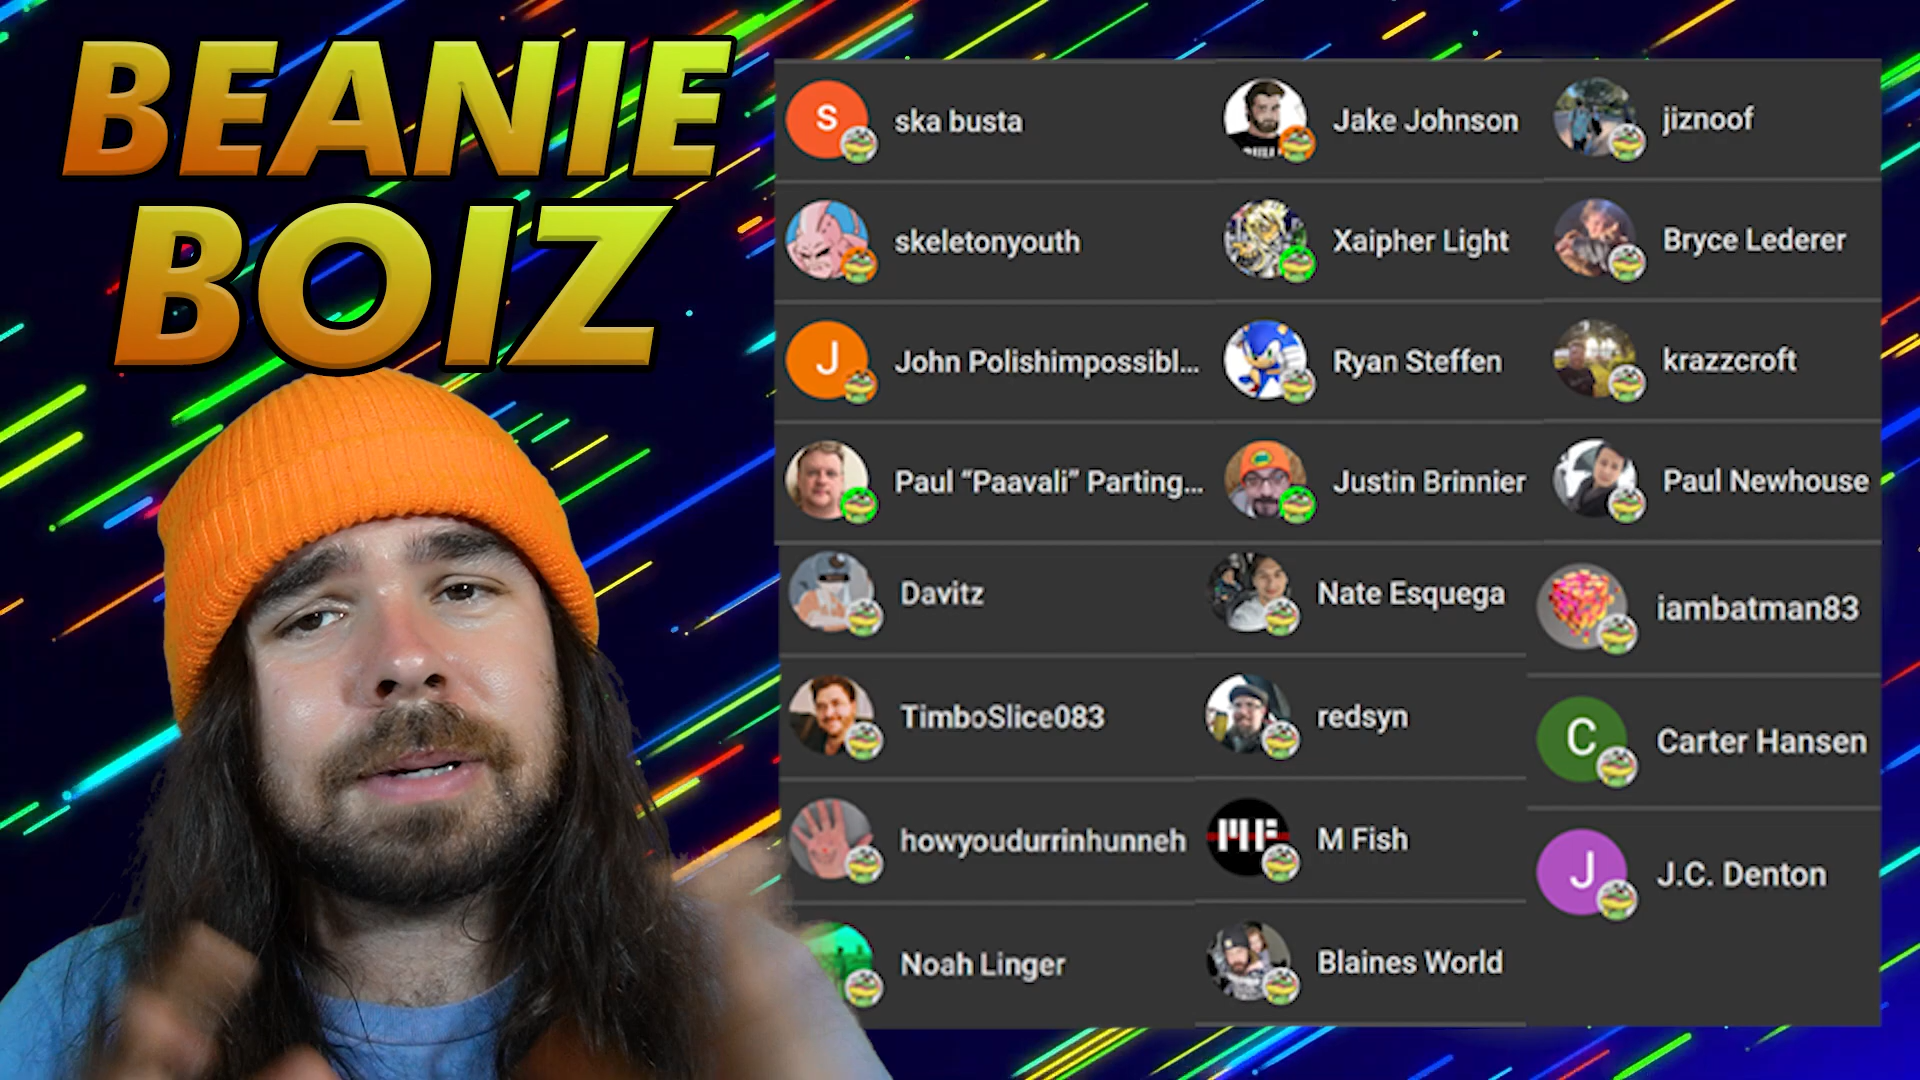 BEANIE
BOIZ
S
ska busta
skeletonyouth
J
John Polishimpossibl...
Paul “Paavali” Parting...
Davitz
TimboSlice083
howyoudurrinhunneh
Noah Linger
Jake Johnson
Xaipher Light
Ryan Steffen
Justin Brinnier
Nate Esquega
redsyn
MF
M Fish
Blaines World
jiznoof
Bryce Lederer
krazzcroft
Paul Newhouse
iambatman83
C
Carter Hansen
J
J.C. Denton